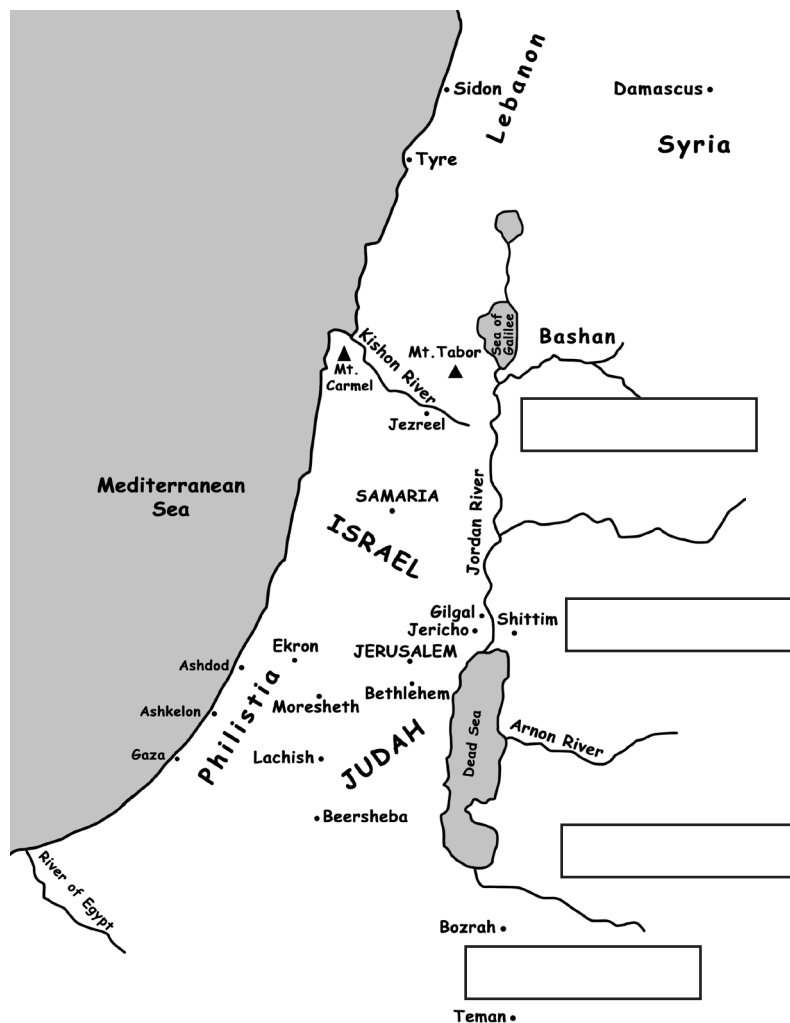 Lebanon
Sidon
Damascus
Syria
Tyre
Sea of
Galilee
Bashan
Kishon River
Mt. Tabor
Mt.
Carmel
Jezreel
Mediterranean
Sea
SAMARIA
Jordan River
ISRAEL
Gilgal
Shittim
Jericho
Ekron
JERUSALEM
Ashdod
Bethlehem
Moresheth
Ashkelon
Philistia
Dead Sea
Arnon River
JUDAH
Gaza
Lachish
Beersheba
River of Egypt
Bozrah
Teman